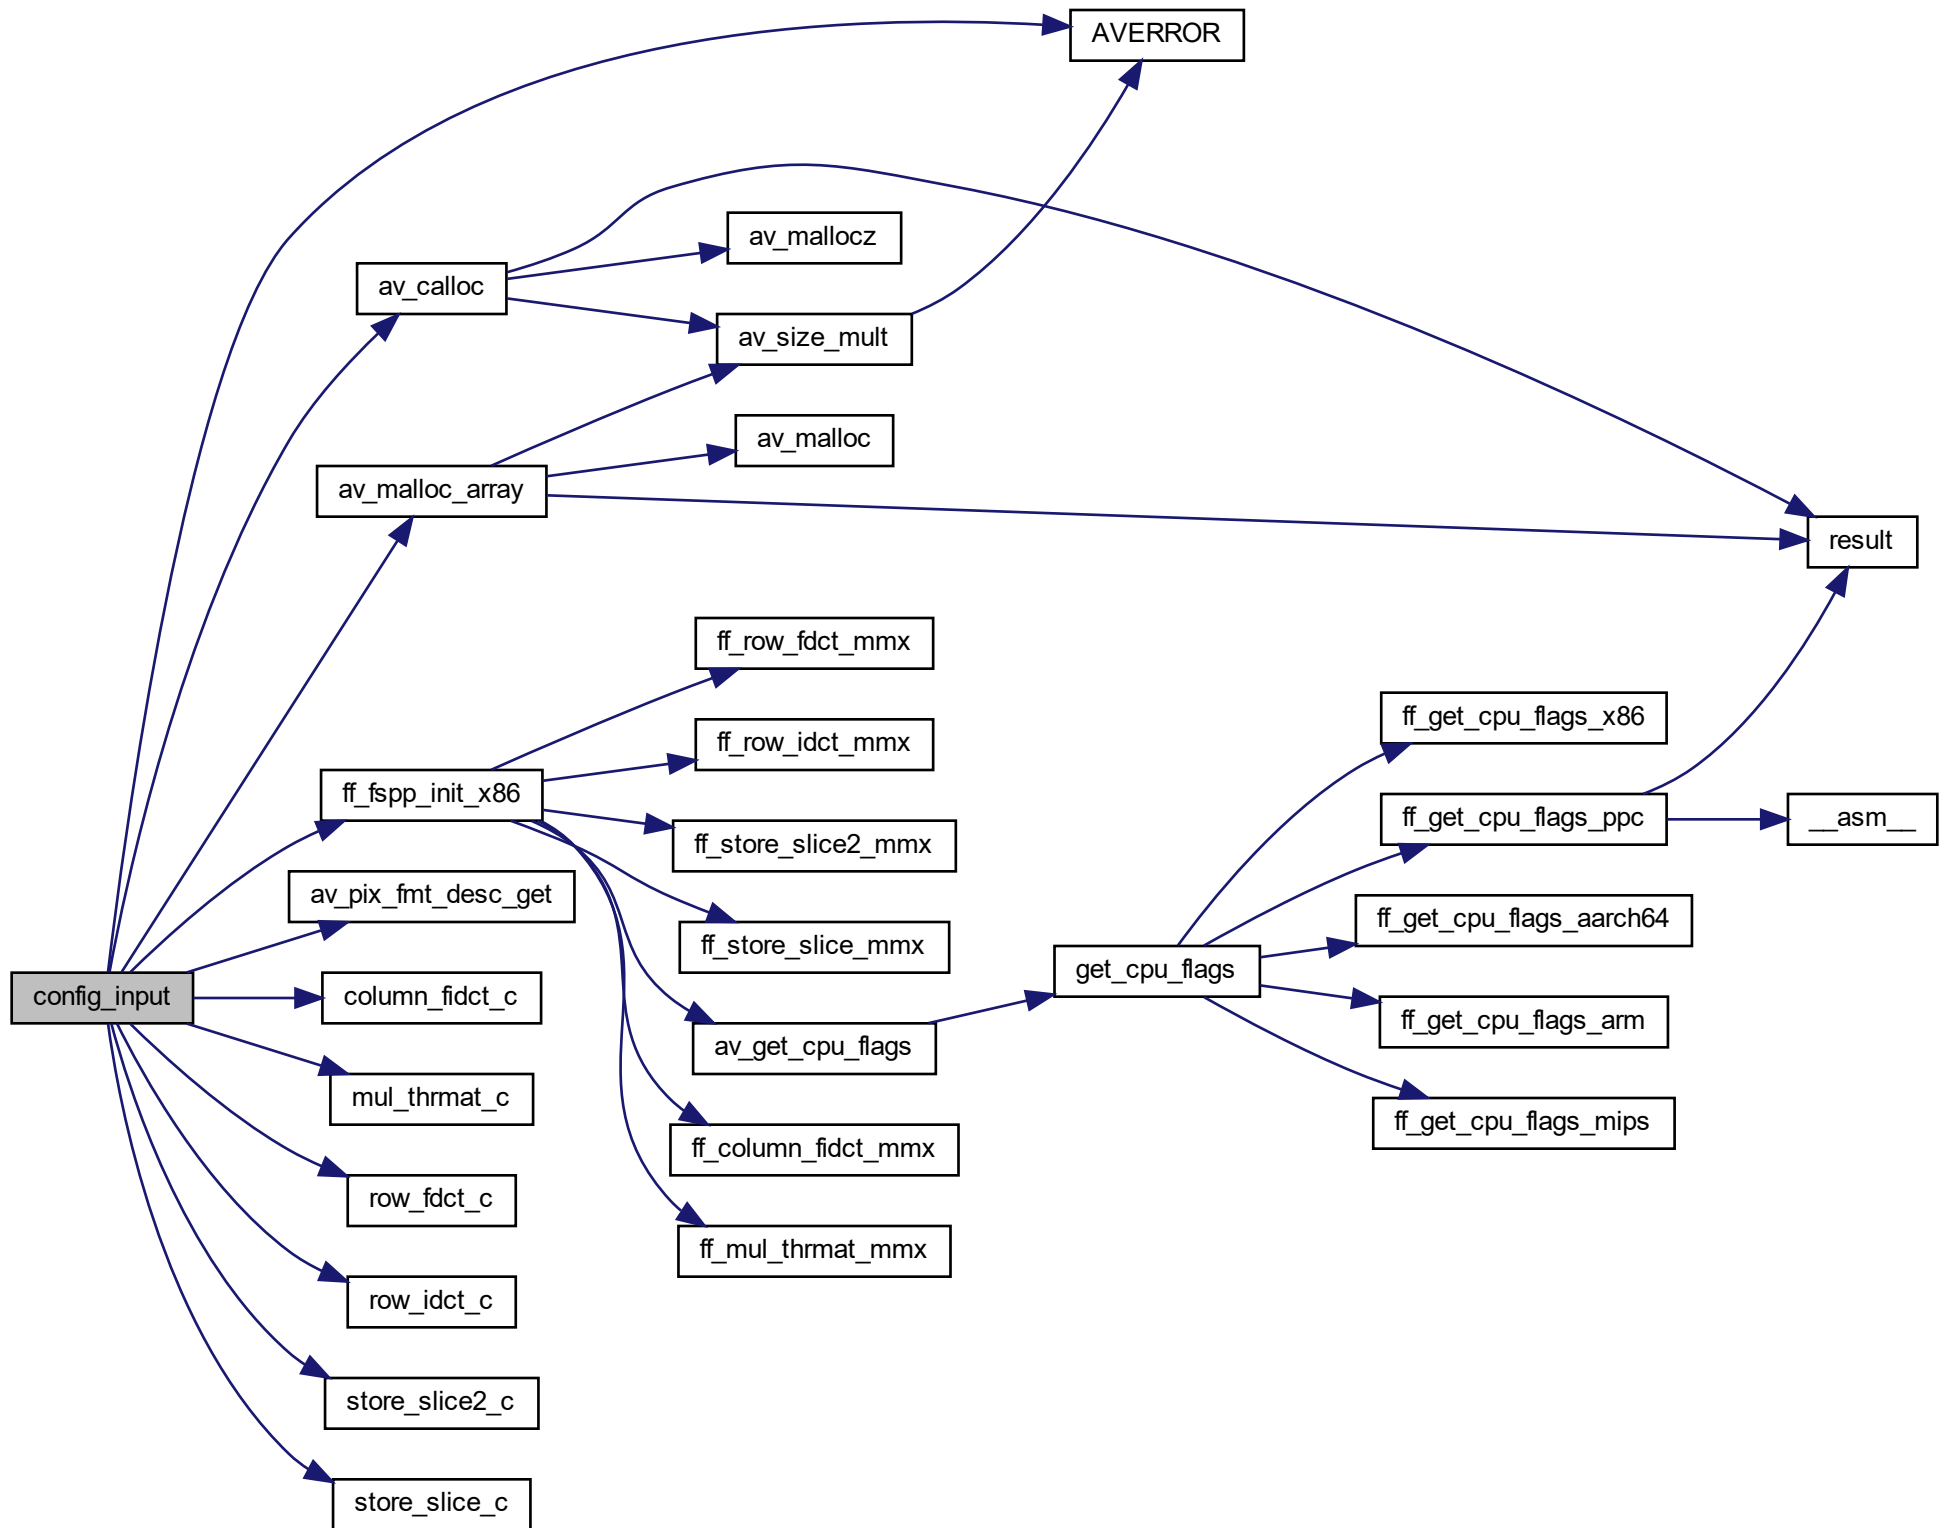 AVERROR
av_mallocz
av_calloc
av_size_mult
av_malloc
av_malloc_array
result
ff_row_fdct_mmx
ff_get_cpu_flags_x86
ff_row_idct_mmx
ff_fspp_init_x86
ff_get_cpu_flags_ppc
__asm__
ff_store_slice2_mmx
av_pix_fmt_desc_get
ff_get_cpu_flags_aarch64
ff_store_slice_mmx
get_cpu_flags
config_input
column_fidct_c
ff_get_cpu_flags_arm
av_get_cpu_flags
mul_thrmat_c
ff_get_cpu_flags_mips
ff_column_fidct_mmx
row_fdct_c
ff_mul_thrmat_mmx
row_idct_c
store_slice2_c
store_slice_c